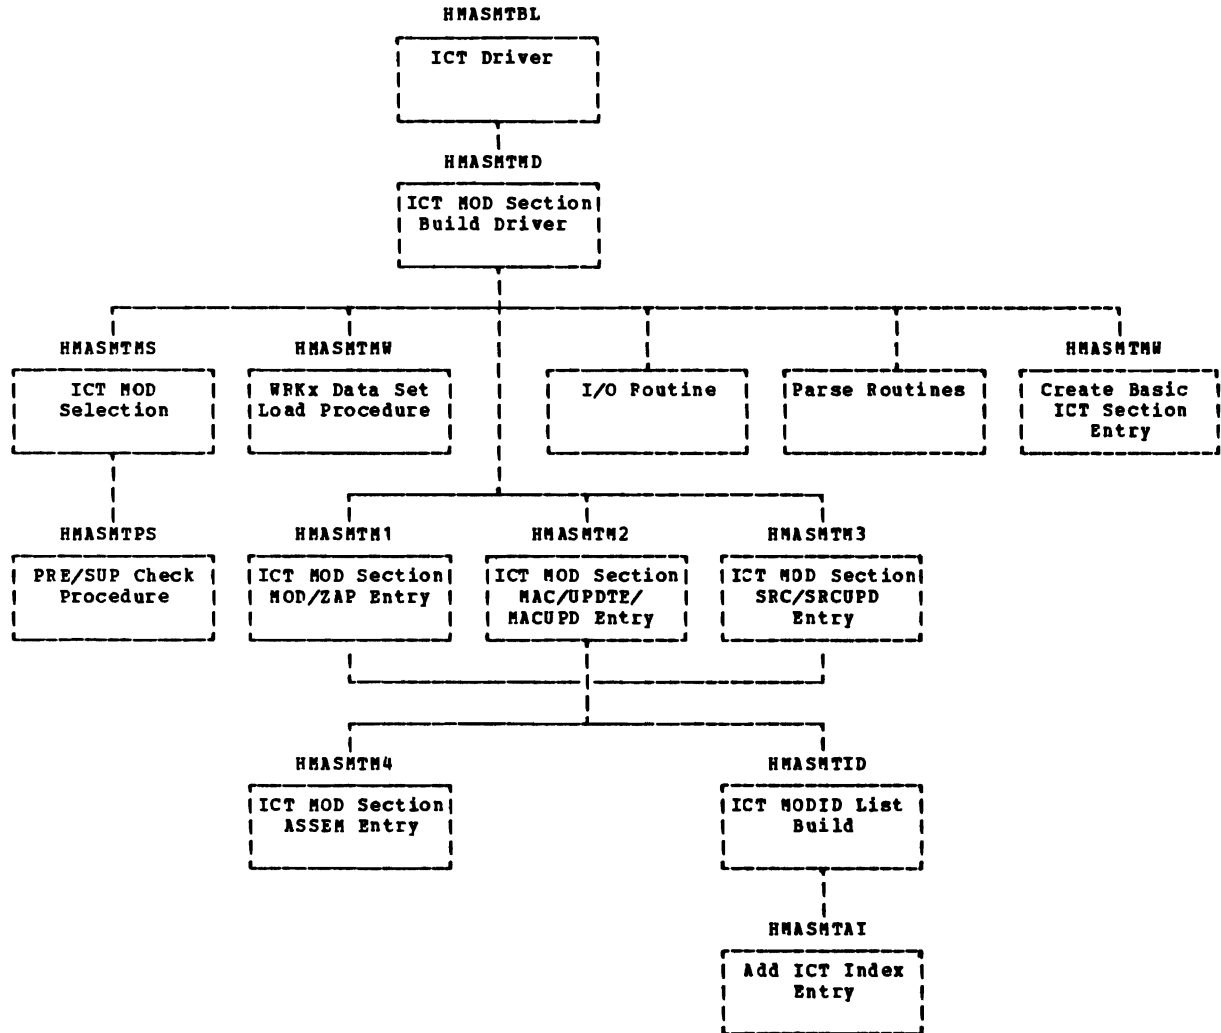 HMASMTBL
ICT Driver
HMASMTMD
ICT MOD Section
Build Driver
HMASMTMS
ICT MOD
Selection
HMASMTMW
WRKx Data Set
Load Procedure
I/O Routine
Parse Routines
HMASMTMW
Create Basic
ICT Section
Entry
HMASMTPS
PRE/SUP Check
Procedure
HMASMTM1
ICT MOD Section
MOD/ZAP Entry
HMASMTM2
ICT MOD Section
MAC/UPDTE/
MACUPD Entry
HMASMTM3
ICT MOD Section
SRC/SRCUPD
Entry
HMASMTM4
ICT MOD Section
ASSEM Entry
HMASMTID
ICT MODID List
Build
HMASMTAI
Add ICT Index
Entry